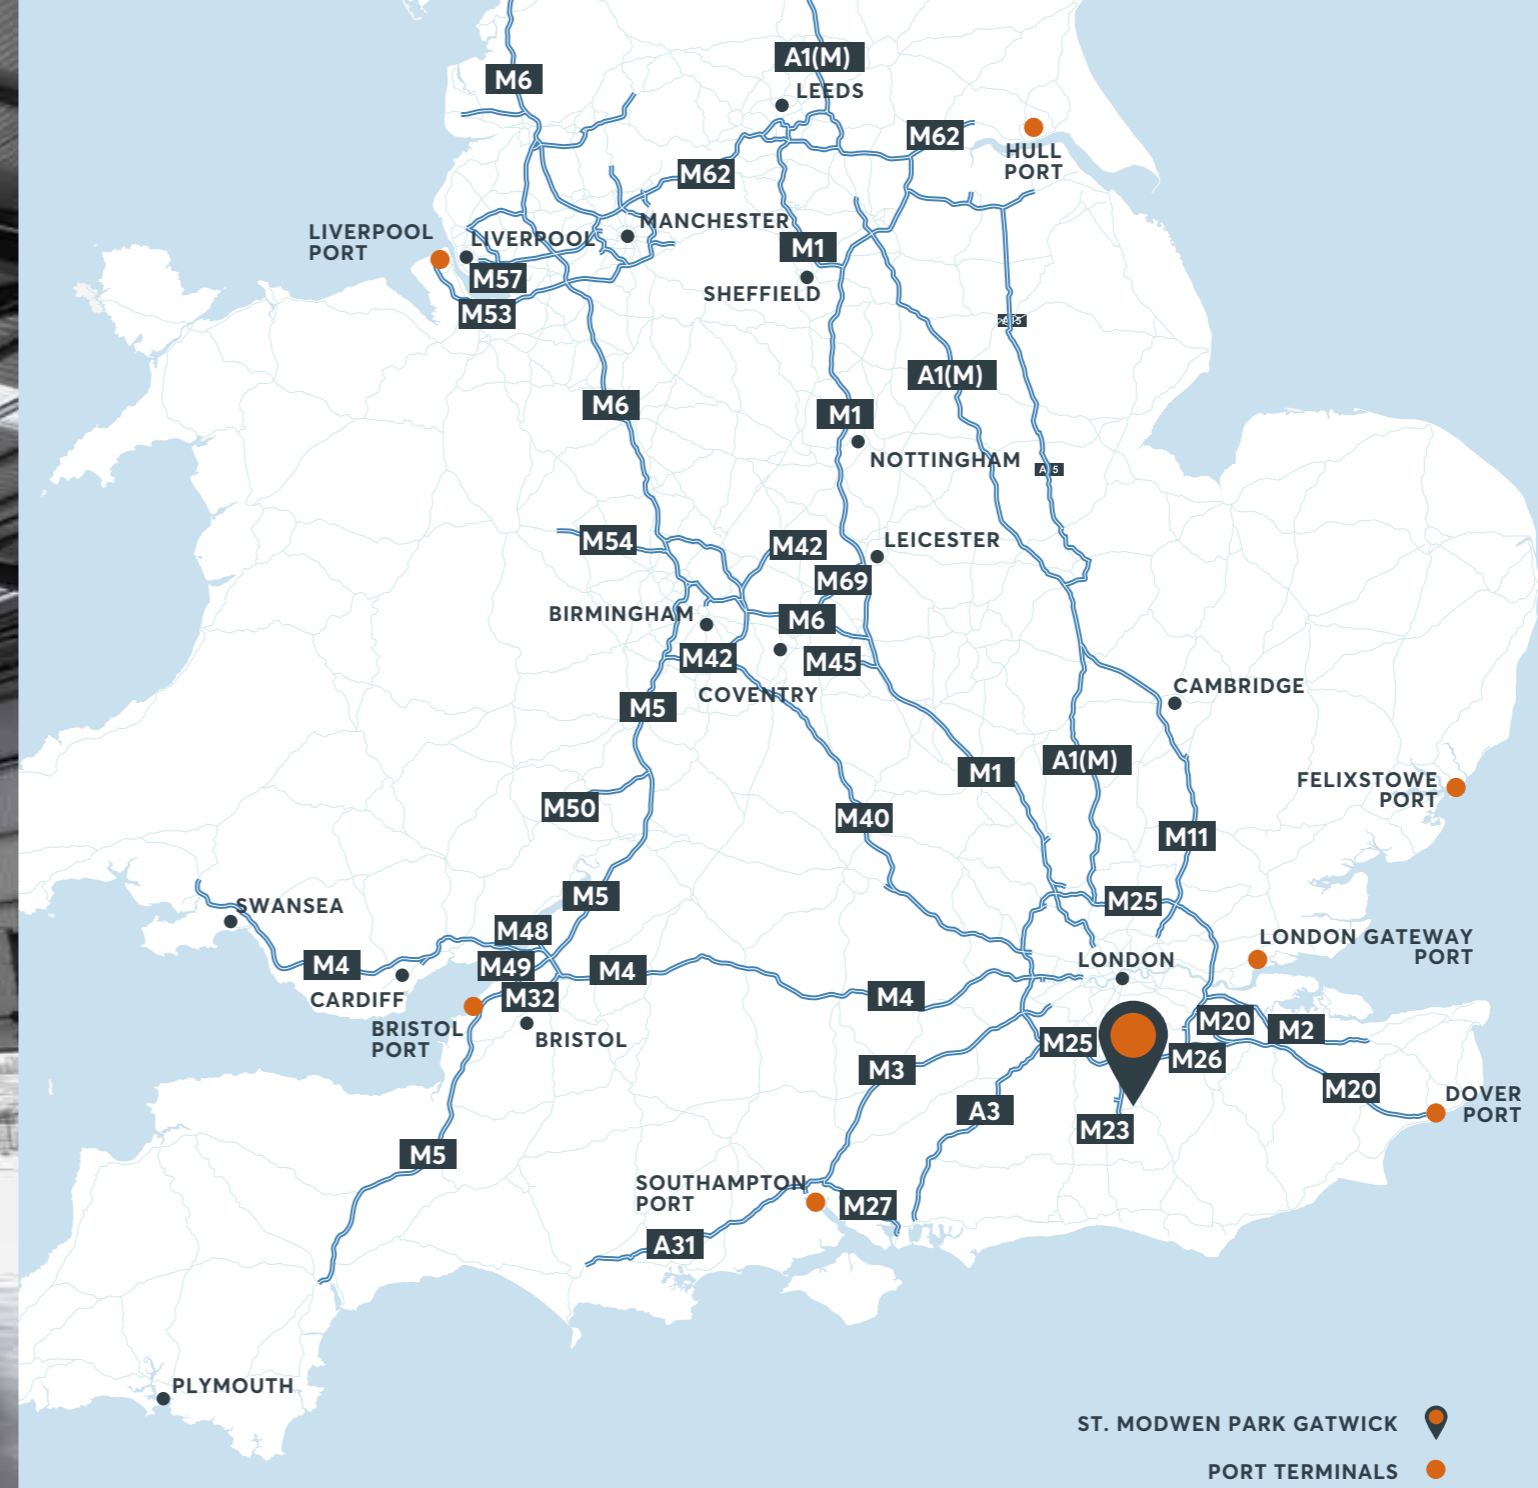 A1(M)
M6
LEEDS
M62
HULL
PORT
M62
MANCHESTER
LIVERPOOL
PORT
LIVERPOOL
M1
M57
SHEFFIELD
M53
A15
A1(M)
M6
M1
NOTTINGHAM
A15
M54
M42
LEICESTER
M69
BIRMINGHAM
M6
M42
M45
COVENTRY
CAMBRIDGE
M5
A1(M)
M1
FELIXSTOWE
PORT
M50
M40
M11
M5
M25
SWANSEA
M48
LONDON GATEWAY
PORT
M4
M49
M4
LONDON
CARDIFF
M32
M4
BRISTOL
PORT
BRISTOL
M20
M2
M25
M26
M3
M20
DOVER
PORT
A3
M23
M5
SOUTHAMPTON
PORT
M27
A31
PLYMOUTH
ST. MODWEN PARK GATWICK
PORT TERMINALS